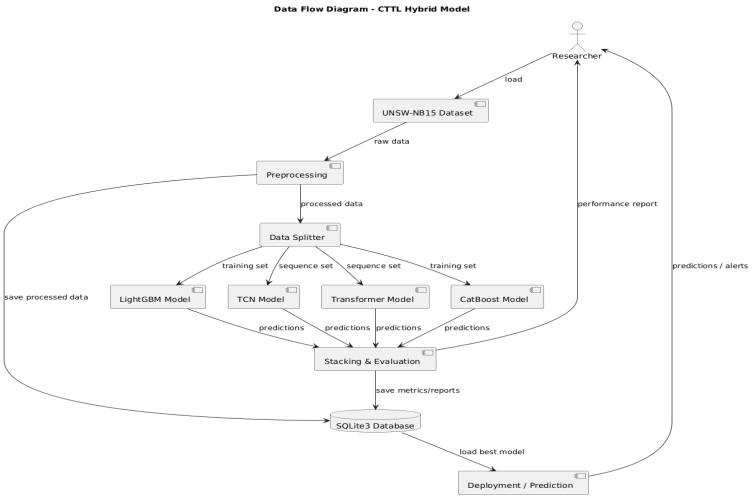 Data Flow Diagram - CTTL Hybrid Model
Researcher
load
UNSW-NB15 Dataset
raw data
Preprocessing
processed data
performance report
Data Splitter
training set
sequence set
sequence set
training set
predictions / alerts
save processed data
LightGBM Model
TCN Model
Transformer Model
CatBoost Model
predictions
predictions
predictions
predictions
Stacking & Evaluation
save metrics/reports
SQLite3 Database
load best model
Deployment / Prediction